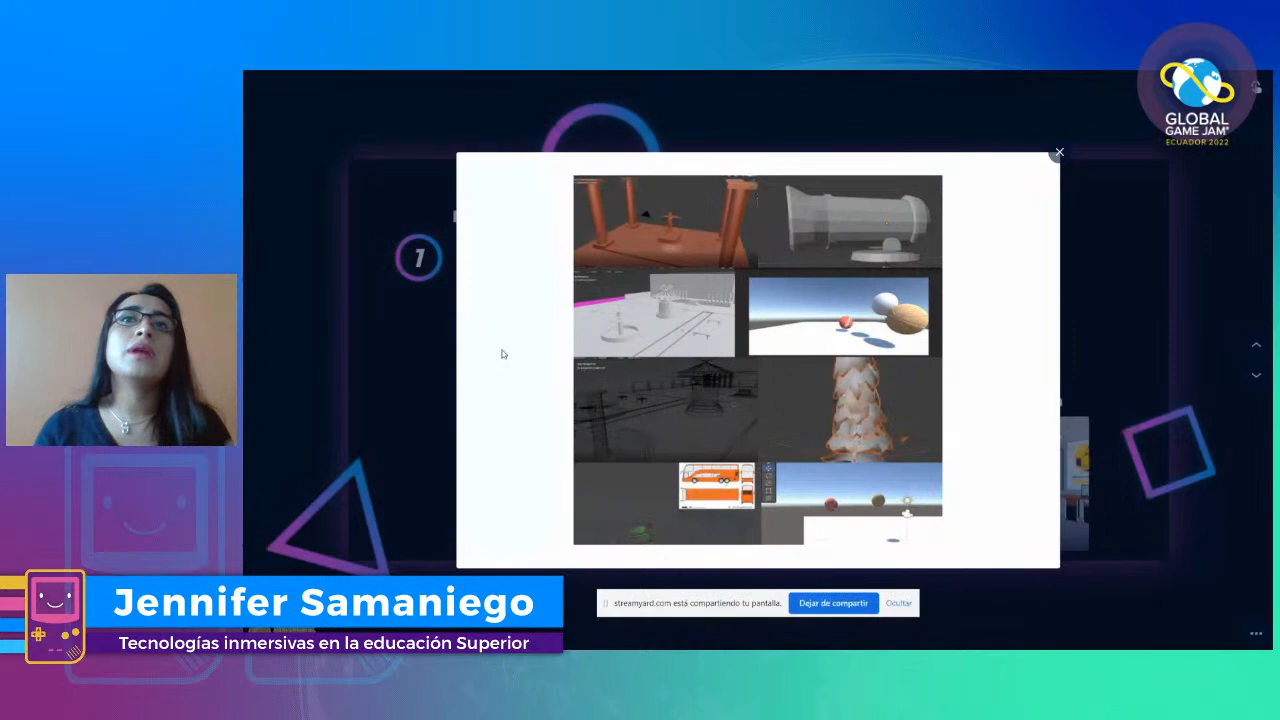 GLOBAL
GAME JAM
ECUADOR 2022
1
streamyard.com está compartiendo tu pantalla.
Dejar de compartir
Ocultar
Jennifer Samaniego
Tecnologías inmersivas en la educación Superior